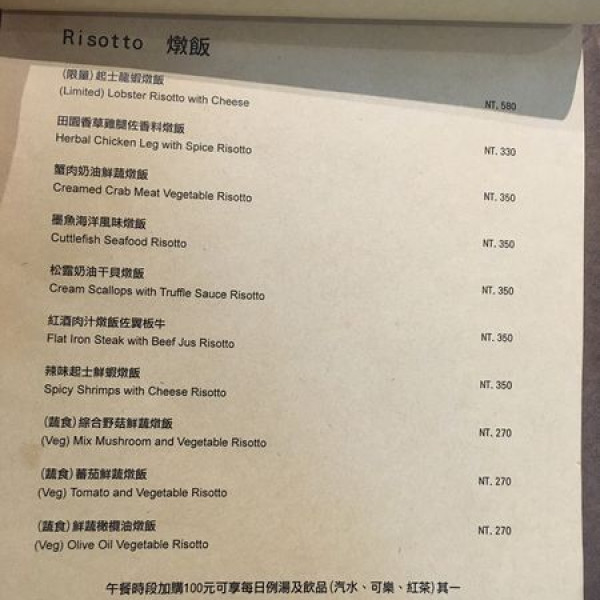 Risotto 燉飯
(限量)起士龍蝦燉飯
(Limited) Lobster Risotto with Cheese NT. 580
田園香草雞腿佐香料燉飯
Herbal Chicken Leg with Spice Risotto NT. 330
蟹肉奶油鮮蔬燉飯
Creamed Crab Meat Vegetable Risotto NT. 350
墨魚海洋風味燉飯
Cuttlefish Seafood Risotto NT. 350
松露奶油干貝燉飯
Cream Scallops with Truffle Sauce Risotto NT. 350
紅酒肉汁燉飯佐翼板牛
Flat Iron Steak with Beef Jus Risotto NT. 350
辣味起士鮮蝦燉飯
Spicy Shrimps with Cheese Risotto NT. 350
(蔬食)綜合野菇鮮蔬燉飯
(Veg) Mix Mushroom and Vegetable Risotto NT. 270
(蔬食)蕃茄鮮蔬燉飯
(Veg) Tomato and Vegetable Risotto NT. 270
(蔬食)鮮蔬橄欖油燉飯
(Veg) Olive Oil Vegetable Risotto NT. 270
午餐時段加購100元可享每日例湯及飲品(汽水、可樂、紅茶)其一